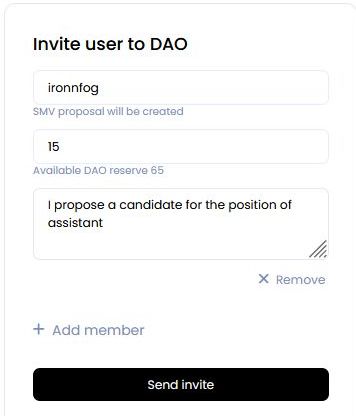 Invite user to DAO
ironnfog
SMV proposal will be created
15
Available DAO reserve 65
I propose a candidate for the position of
assistant
Remove
Add member
Send invite